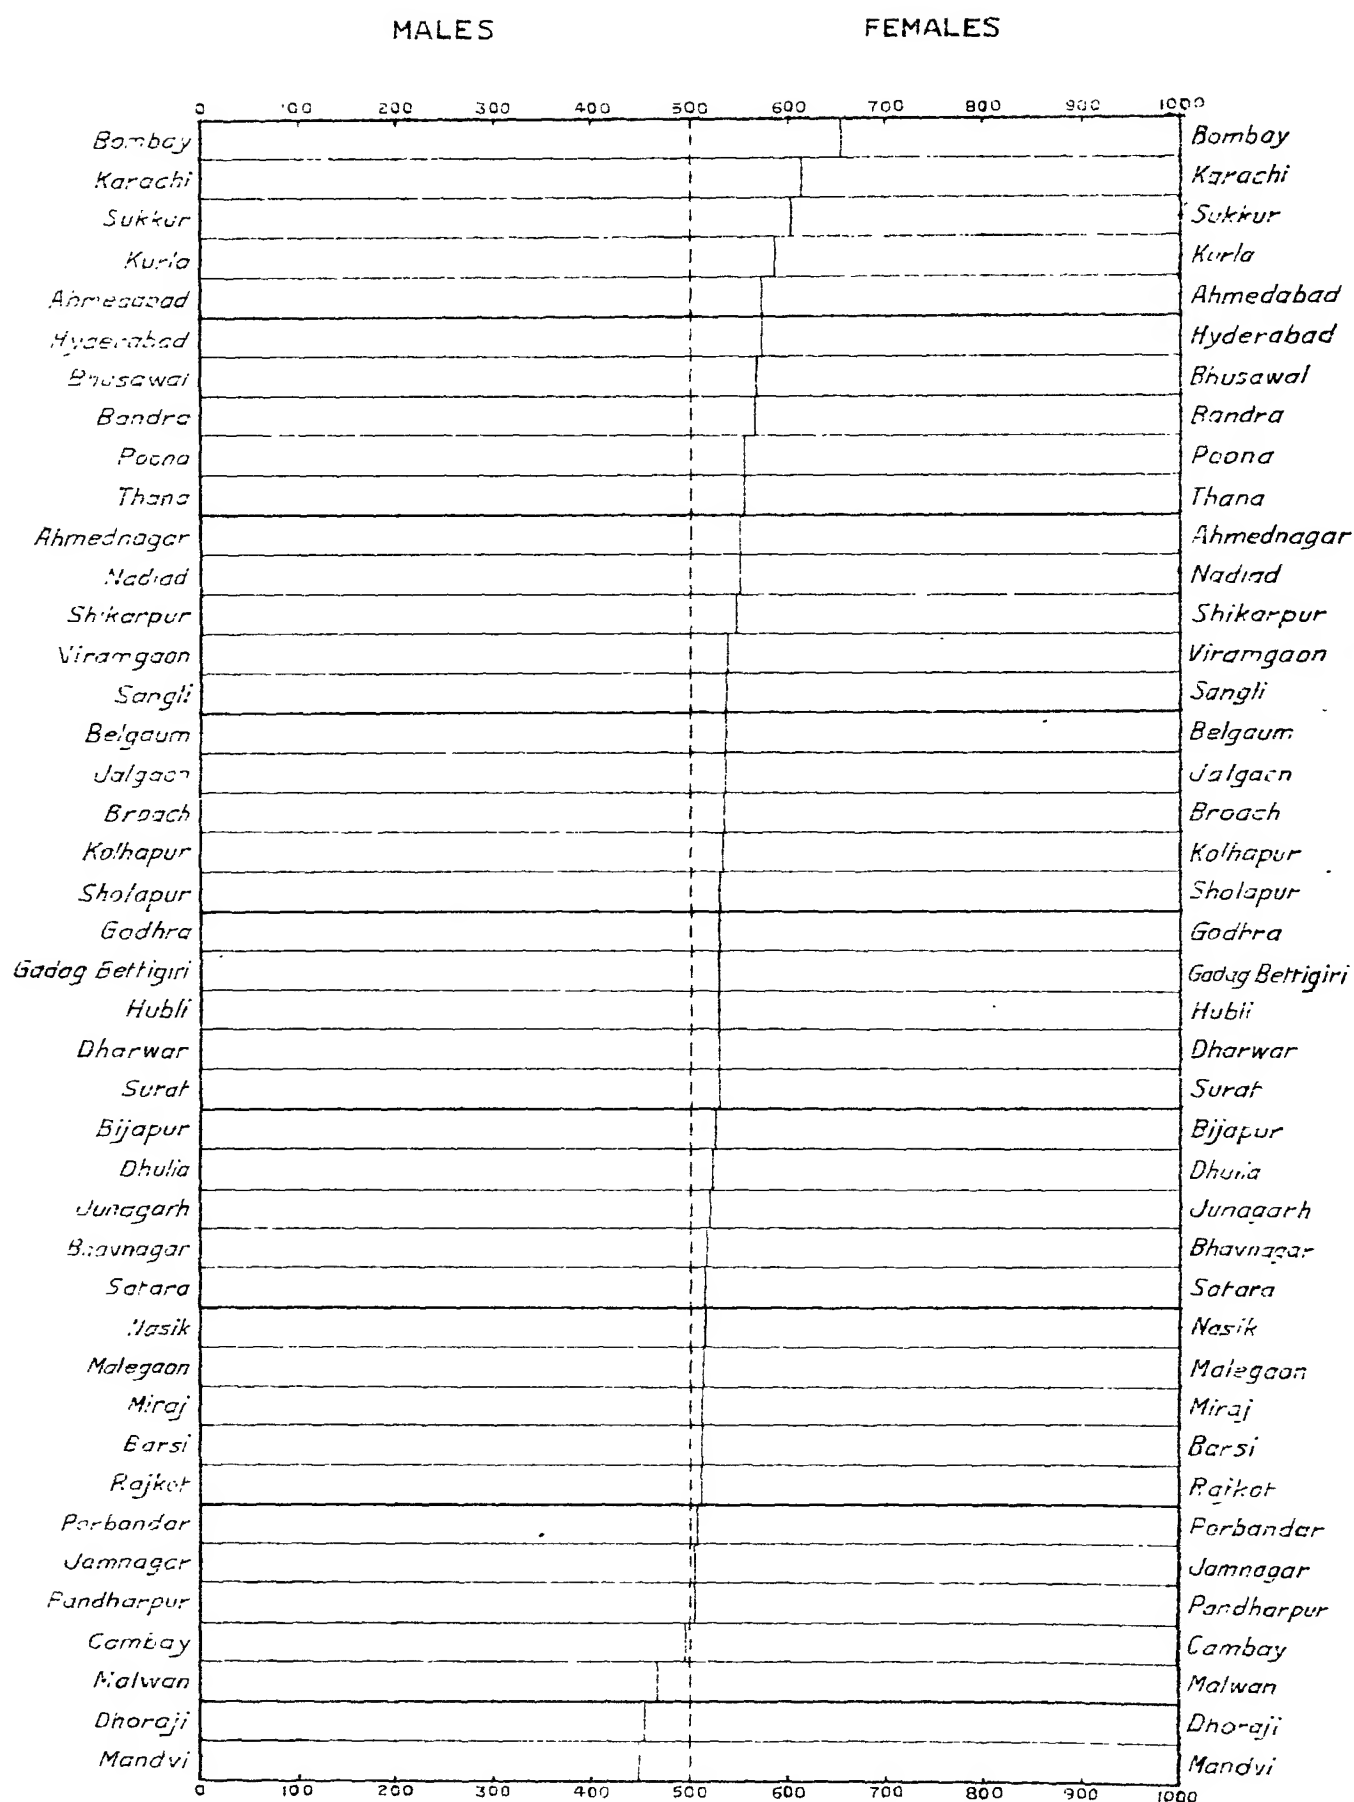 MALES FEMALES
0 100 200 300 400 500 600 700 800 900 1000
Bombay Bombay
Karachi Karachi
Sukkur Sukkur
Kurla Kurla
Ahmedabad Ahmedabad
Hyderabad Hyderabad
Bhusawal Bhusawal
Bandra Bandra
Poona Poona
Thana Thana
Ahmednagar Ahmednagar
Nadiad Nadiad
Shikarpur Shikarpur
Viramgaon Viramgaon
Sangli Sangli
Belgaum Belgaum
Jalgaon Jalgaon
Broach Broach
Kolhapur Kolhapur
Sholapur Sholapur
Godhra Godhra
Gadag Bettigiri Gadag Bettigiri
Hubli Hubli
Dharwar Dharwar
Surat Surat
Bijapur Bijapur
Dhulia Dhulia
Junagarh Junagarh
Bhavnagar Bhavnagar
Satara Satara
Nasik Nasik
Malegaon Malegaon
Miraj Miraj
Barsi Barsi
Rajkot Rajkot
Porbandar Porbandar
Jamnagar Jamnagar
Pandharpur Pandharpur
Cambay Cambay
Malwan Malwan
Dhoraji Dhoraji
Mandvi Mandvi
0 100 200 300 400 500 600 700 800 900 1000